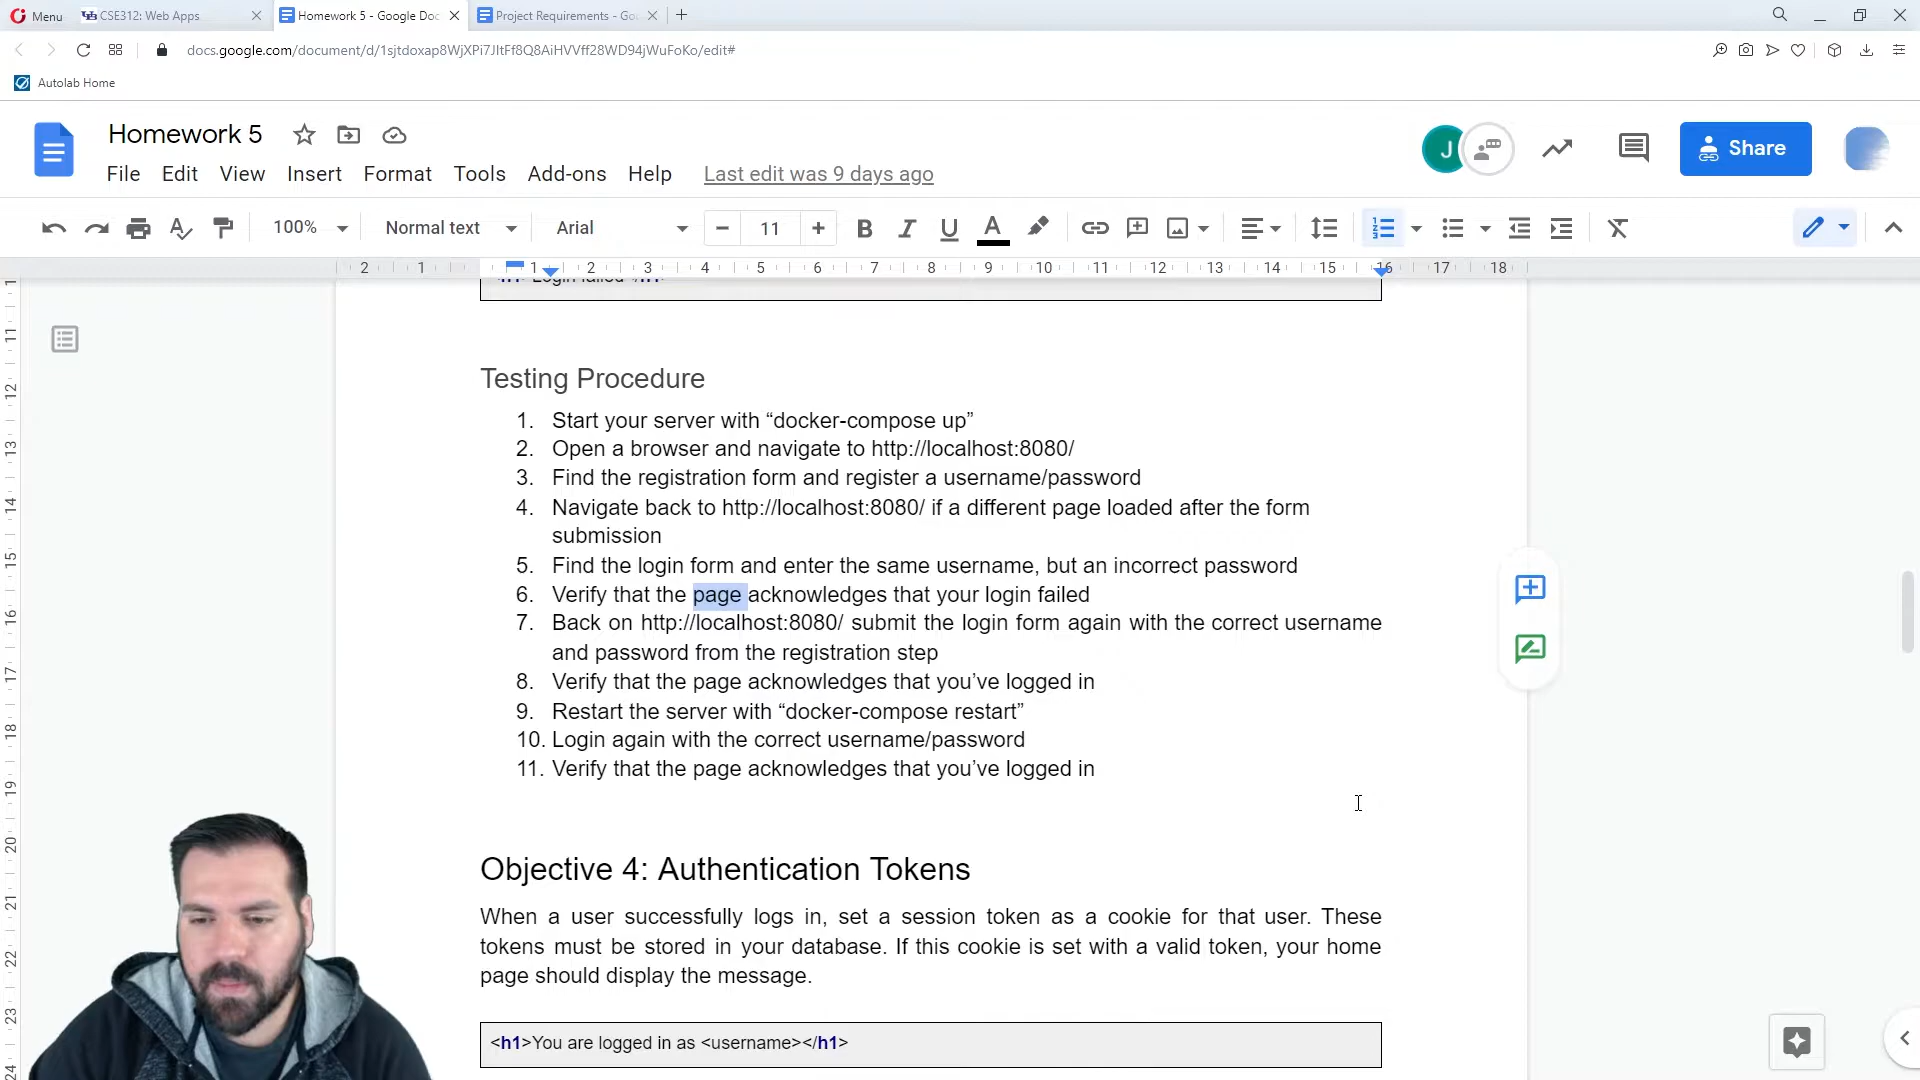 Menu
CSE312: Web Apps
Homework 5 - Google Doc
Project Requirements - Go
docs.google.com/document/d/1sjtdoxap8WjXPi7JItFf8Q8AiHVVff28WD94jWuFoKo/edit#
Autolab Home
Homework 5
J
Share
File Edit View Insert Format Tools Add-ons Help Last edit was 9 days ago
100% Normal text Arial 11
2 1 1 2 3 4 5 6 7 8 9 10 11 12 13 14 15 16 17 18
Testing Procedure
1. Start your server with “docker-compose up”
2. Open a browser and navigate to http://localhost:8080/
3. Find the registration form and register a username/password
4. Navigate back to http://localhost:8080/ if a different page loaded after the form
submission
5. Find the login form and enter the same username, but an incorrect password
6. Verify that the page acknowledges that your login failed
7. Back on http://localhost:8080/ submit the login form again with the correct username
and password from the registration step
8. Verify that the page acknowledges that you’ve logged in
9. Restart the server with “docker-compose restart”
10. Login again with the correct username/password
11. Verify that the page acknowledges that you’ve logged in
Objective 4: Authentication Tokens
When a user successfully logs in, set a session token as a cookie for that user. These
tokens must be stored in your database. If this cookie is set with a valid token, your home
page should display the message.
<h1>You are logged in as <username></h1>
11
12
13
14
15
16
17
18
19
20
21
22
23
24